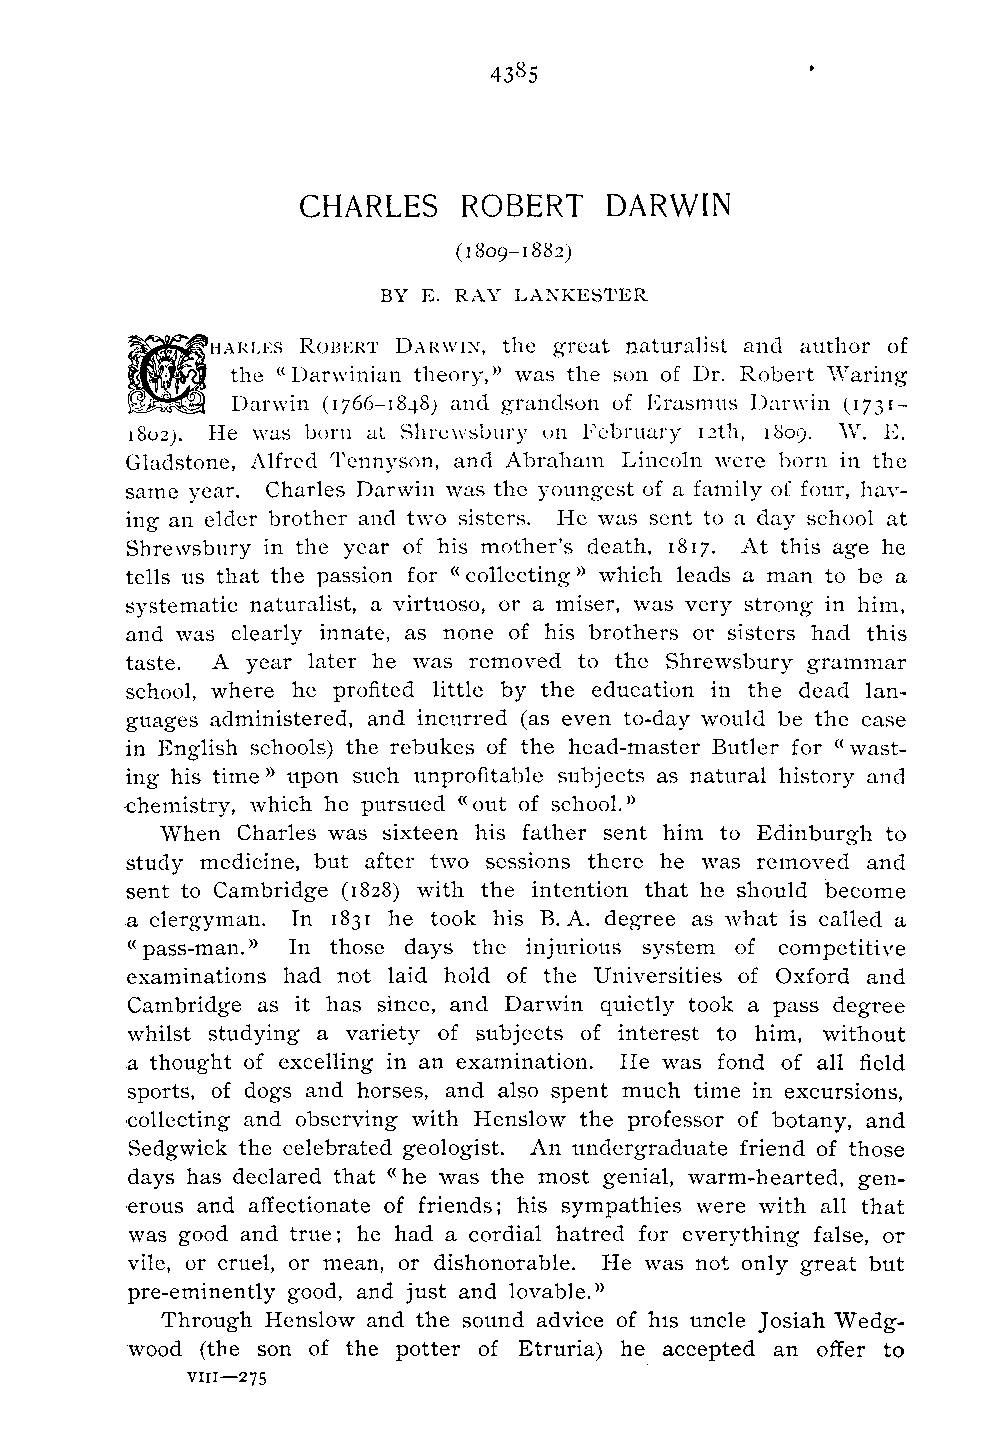 4385
CHARLES ROBERT DARWIN
(1809–1882)
BY E. RAY LANKESTER
CHARLES ROBERT DARWIN, the great naturalist and author of
the “Darwinian theory,” was the son of Dr. Robert Waring
Darwin (1766–1848) and grandson of Erasmus Darwin (1731–
1802). He was born at Shrewsbury on February 12th, 1809. W. E.
Gladstone, Alfred Tennyson, and Abraham Lincoln were born in the
same year. Charles Darwin was the youngest of a family of four, hav-
ing an elder brother and two sisters. He was sent to a day school at
Shrewsbury in the year of his mother's death, 1817. At this age he
tells us that the passion for “collecting” which leads a man to be a
systematic naturalist, a virtuoso, or a miser, was very strong in him,
and was clearly innate, as none of his brothers or sisters had this
taste. A year later he was removed to the Shrewsbury grammar
school, where he profited little by the education in the dead lan-
guages administered, and incurred (as even to-day would be the case
in English schools) the rebukes of the head-master Butler for “wast-
ing his time” upon such unprofitable subjects as natural history and
chemistry, which he pursued “out of school.”
When Charles was sixteen his father sent him to Edinburgh to
study medicine, but after two sessions there he was removed and
sent to Cambridge (1828) with the intention that he should become
a clergyman. In 1831 he took his B. A. degree as what is called a
“pass-man.” In those days the injurious system of competitive
examinations had not laid hold of the Universities of Oxford and
Cambridge as it has since, and Darwin quietly took a pass degree
whilst studying a variety of subjects of interest to him, without
a thought of excelling in an examination. He was fond of all field
sports, of dogs and horses, and also spent much time in excursions,
collecting and observing with Henslow the professor of botany, and
Sedgwick the celebrated geologist. An undergraduate friend of those
days has declared that “he was the most genial, warm-hearted, gen-
erous and affectionate of friends; his sympathies were with all that
was good and true; he had a cordial hatred for everything false, or
vile, or cruel, or mean, or dishonorable. He was not only great but
pre-eminently good, and just and lovable.”
Through Henslow and the sound advice of his uncle Josiah Wedg-
wood (the son of the potter of Etruria) he accepted an offer to
VIII—275